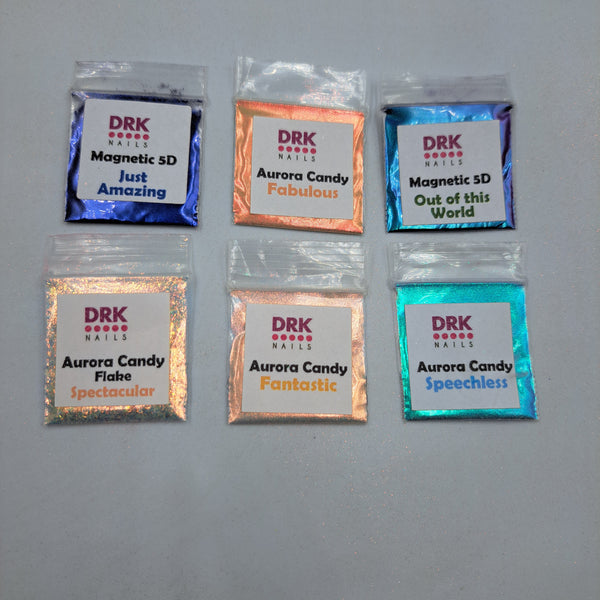 DRK
NAILS
Magnetic 5D
Just
Amazing
DRK
NAILS
Aurora Candy
Fabulous
DRK
NAILS
Magnetic 5D
Out of this
World
DRK
NAILS
Aurora Candy
Flake
Spectacular
DRK
NAILS
Aurora Candy
Fantastic
DRK
NAILS
Aurora Candy
Speechless